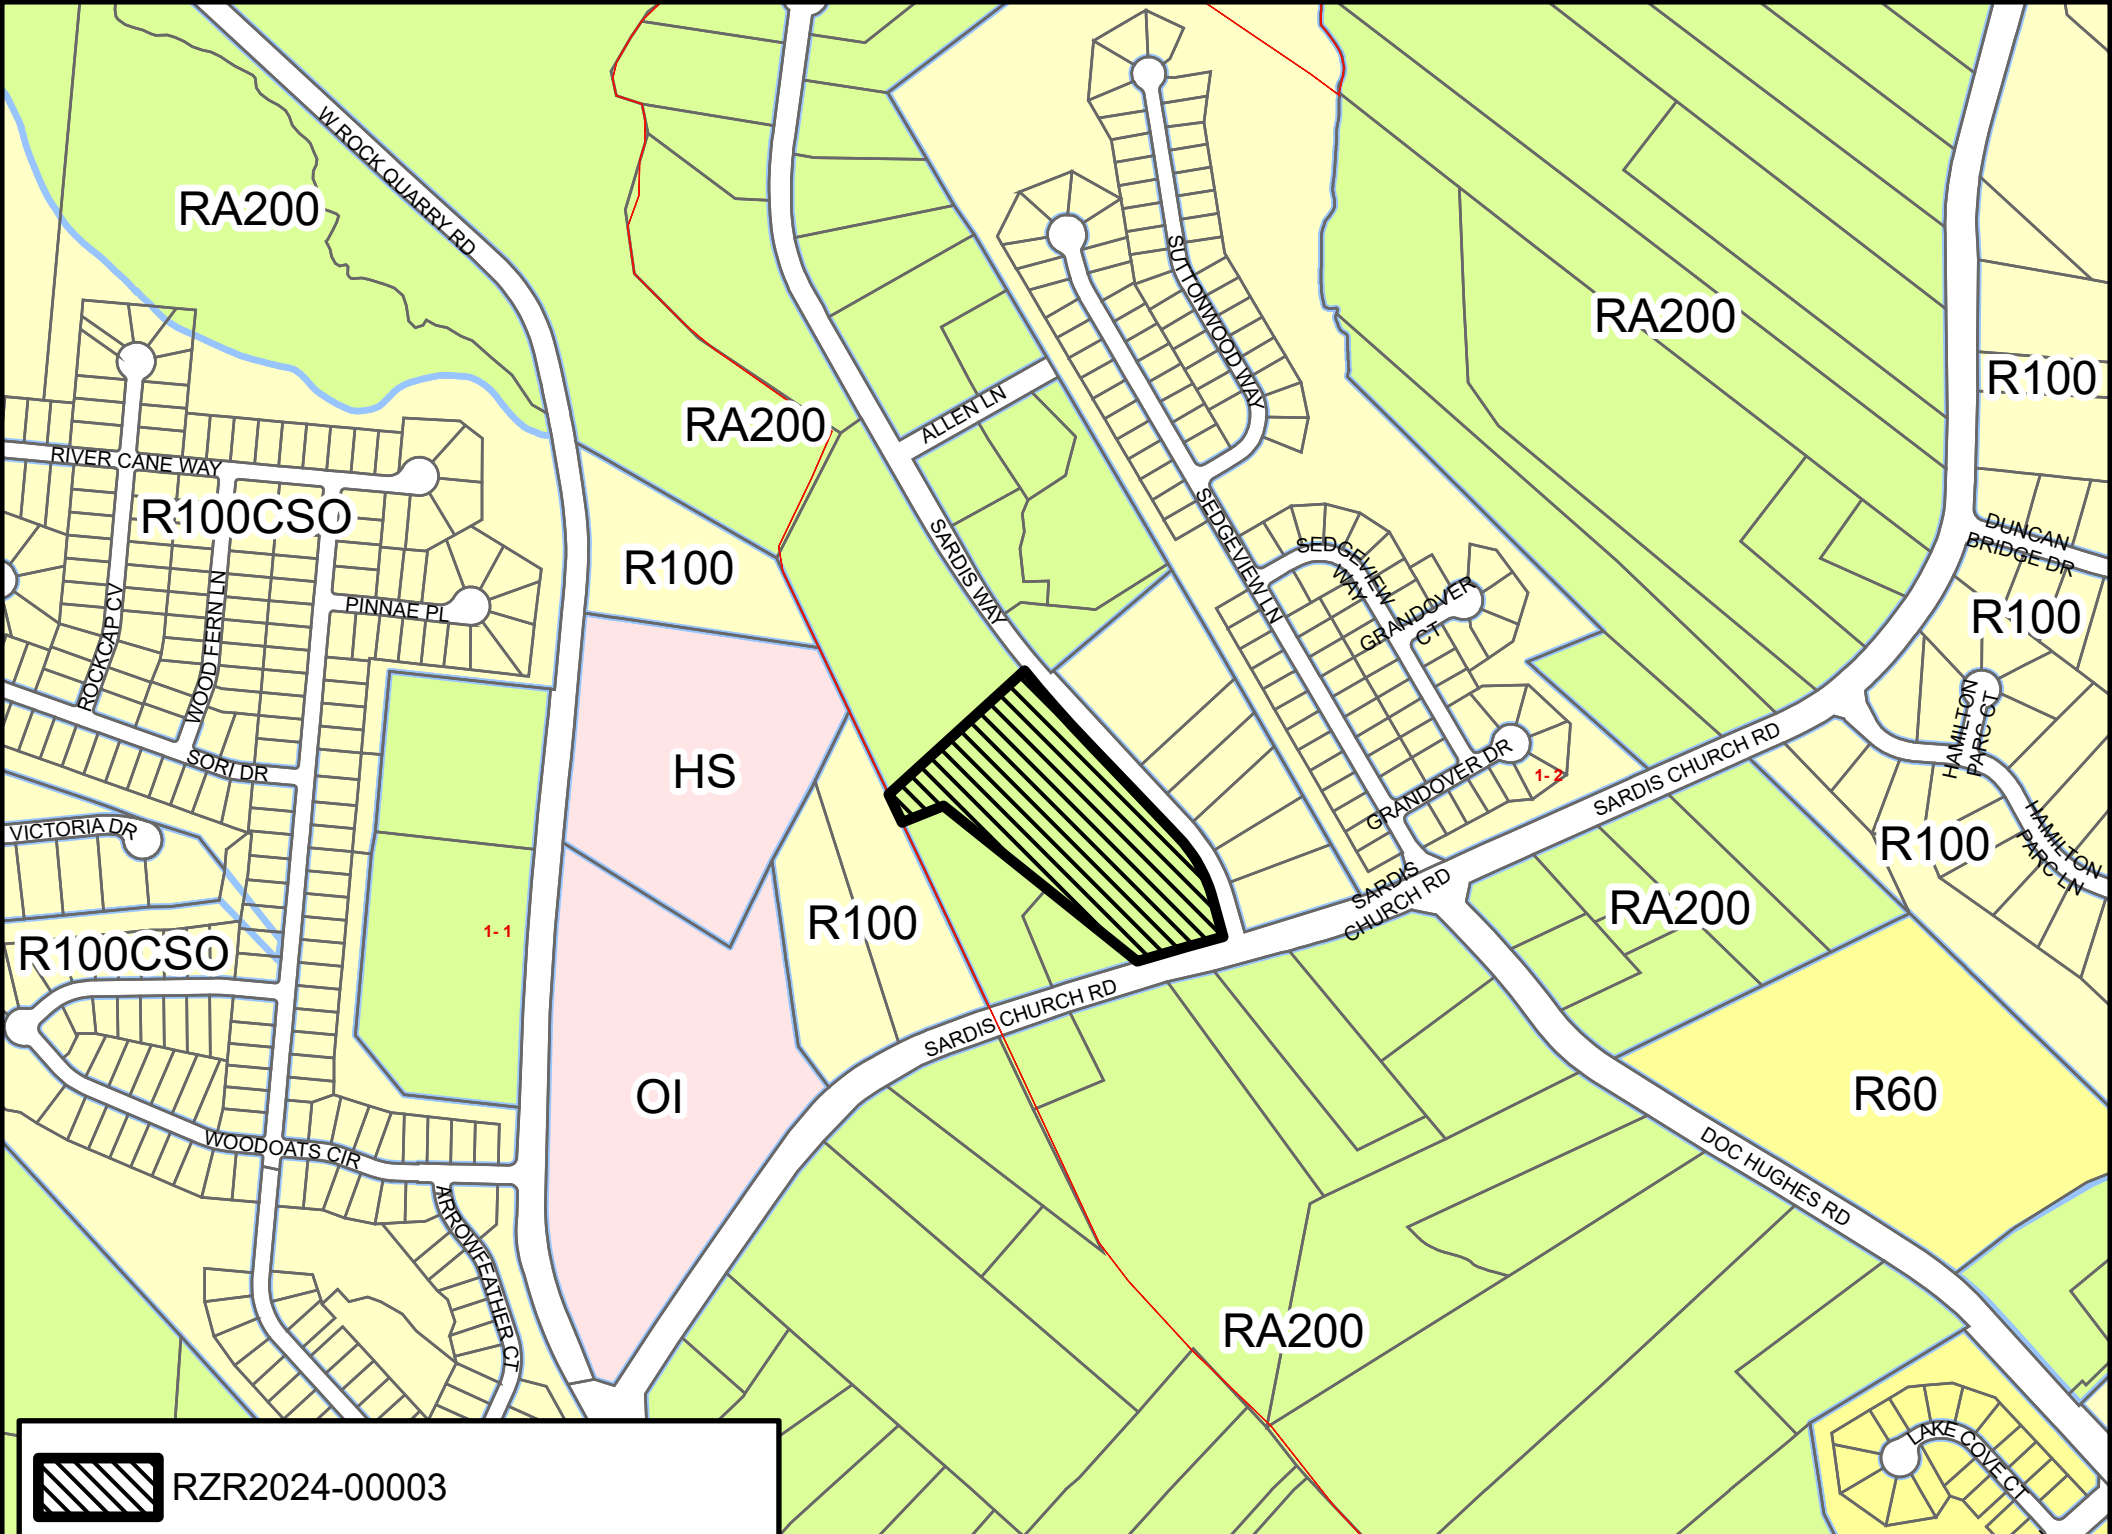 W ROCK QUARRY RD
RA200
SUTTONWOOD WAY
RA200
R100
RA200
ALLEN LN
RIVER CANE WAY
R100CSO
SARDIS WAY
SEDGEVIEW LN
SEDGEVIEW
WAY
DUNCAN
BRIDGE DR
R100
R100
GRANDOVER
CT
PINNAE PL
ROCKCAP CV
WOOD FERN LN
HAMILTON
PARC CT
SORI DR
HS
GRANDOVER DR
1-2
SARDIS CHURCH RD
VICTORIA DR
R100
HAMILTON
PARC LN
SARDIS
CHURCH RD
RA200
R100
1-1
R100CSO
SARDIS CHURCH RD
OI
R60
WOODOATS CIR
DOC HUGHES RD
ARROWFEATHER CT
RA200
LAKE COVE CT
RZR2024-00003